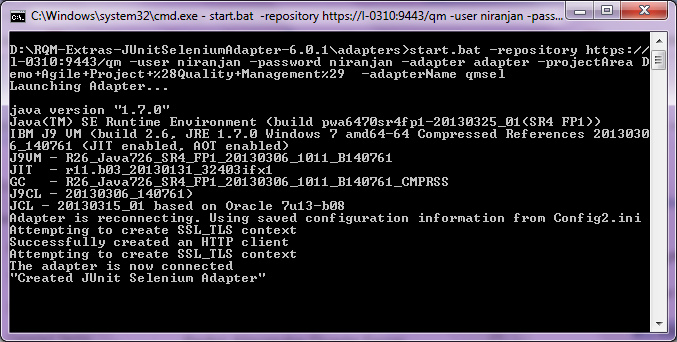 C:\Windows\system32\cmd.exe - start.bat -repository https://l-0310:9443/qm -user niranjan -pass...
D:\RQM-Extras-JUnitSeleniumAdapter-6.0.1\adapters>start.bat -repository https://
l-0310:9443/qm -user niranjan -password niranjan -adapter adapter -projectArea D
emo+Agile+Project+%28Quality+Management%29  -adapterName qmsel
Launching Adapter...
java version "1.7.0"
Java(TM) SE Runtime Environment (build pwa6470sr4fp1-20130325_01(SR4 FP1))
IBM J9 VM (build 2.6, JRE 1.7.0 Windows 7 amd64-64 Compressed References 2013030
6_140761 (JIT enabled, AOT enabled)
J9VM - R26_Java726_SR4_FP1_20130306_1011_B140761
JIT  - r11.b03_20130131_32403ifx1
GC   - R26_Java726_SR4_FP1_20130306_1011_B140761_CMPRSS
J9CL - 20130306_140761)
JCL - 20130315_01 based on Oracle 7u13-b08
Adapter is reconnecting. Using saved configuration information from Config2.ini
Attempting to create SSL_TLS context
Successfully created an HTTP client
Attempting to create SSL_TLS context
The adapter is now connected
"Created JUnit Selenium Adapter"